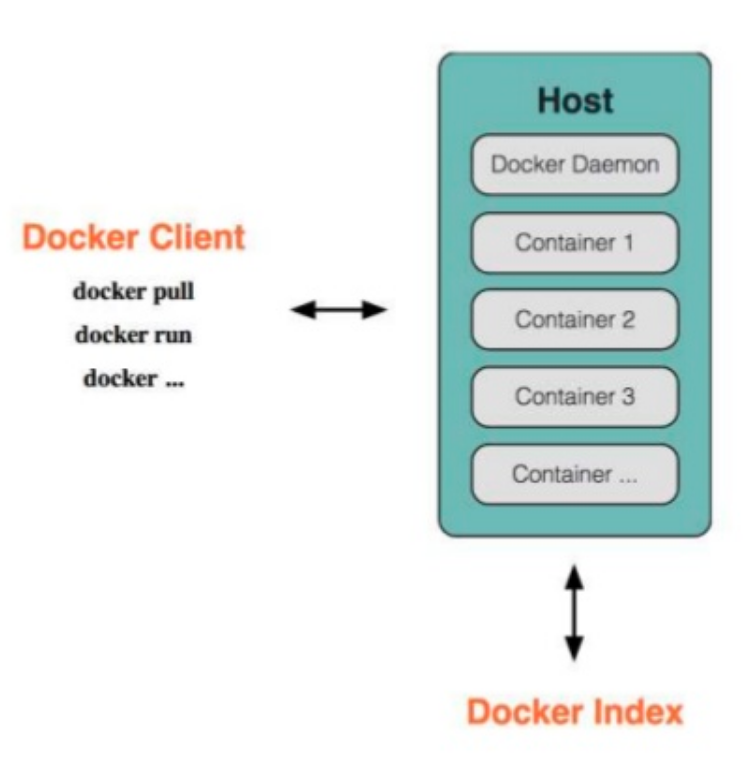 Host
Docker Daemon
Docker Client
Container 1
docker pull
docker run
Container 2
docker ...
Container 3
Container ...
Docker Index